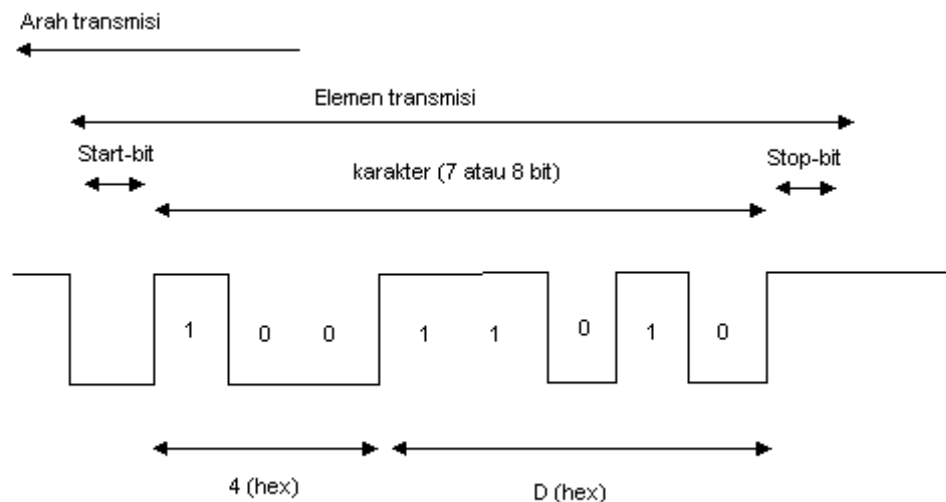 Arah transmisi
Elemen transmisi
Start-bit
karakter (7 atau 8 bit)
Stop-bit
1 0 0 1 1 0 1 0
4 (hex)
D (hex)